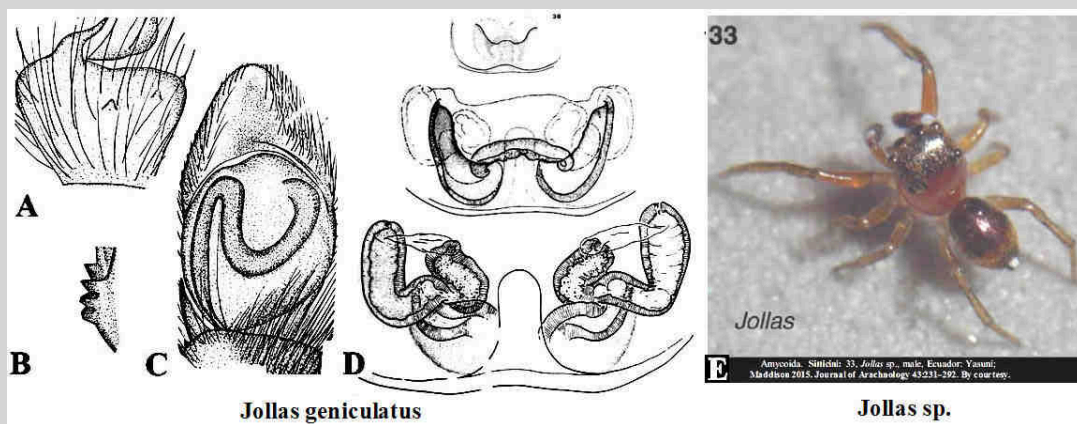 38
33
A
B
C
D
Jollas
E
Amycoida. Sitticini: 33, Jollas sp., male, Ecuador: Yasuni;
Maddison 2015. Journal of Arachnology 43:231–292. By courtesy.
Jollas geniculatus
Jollas sp.